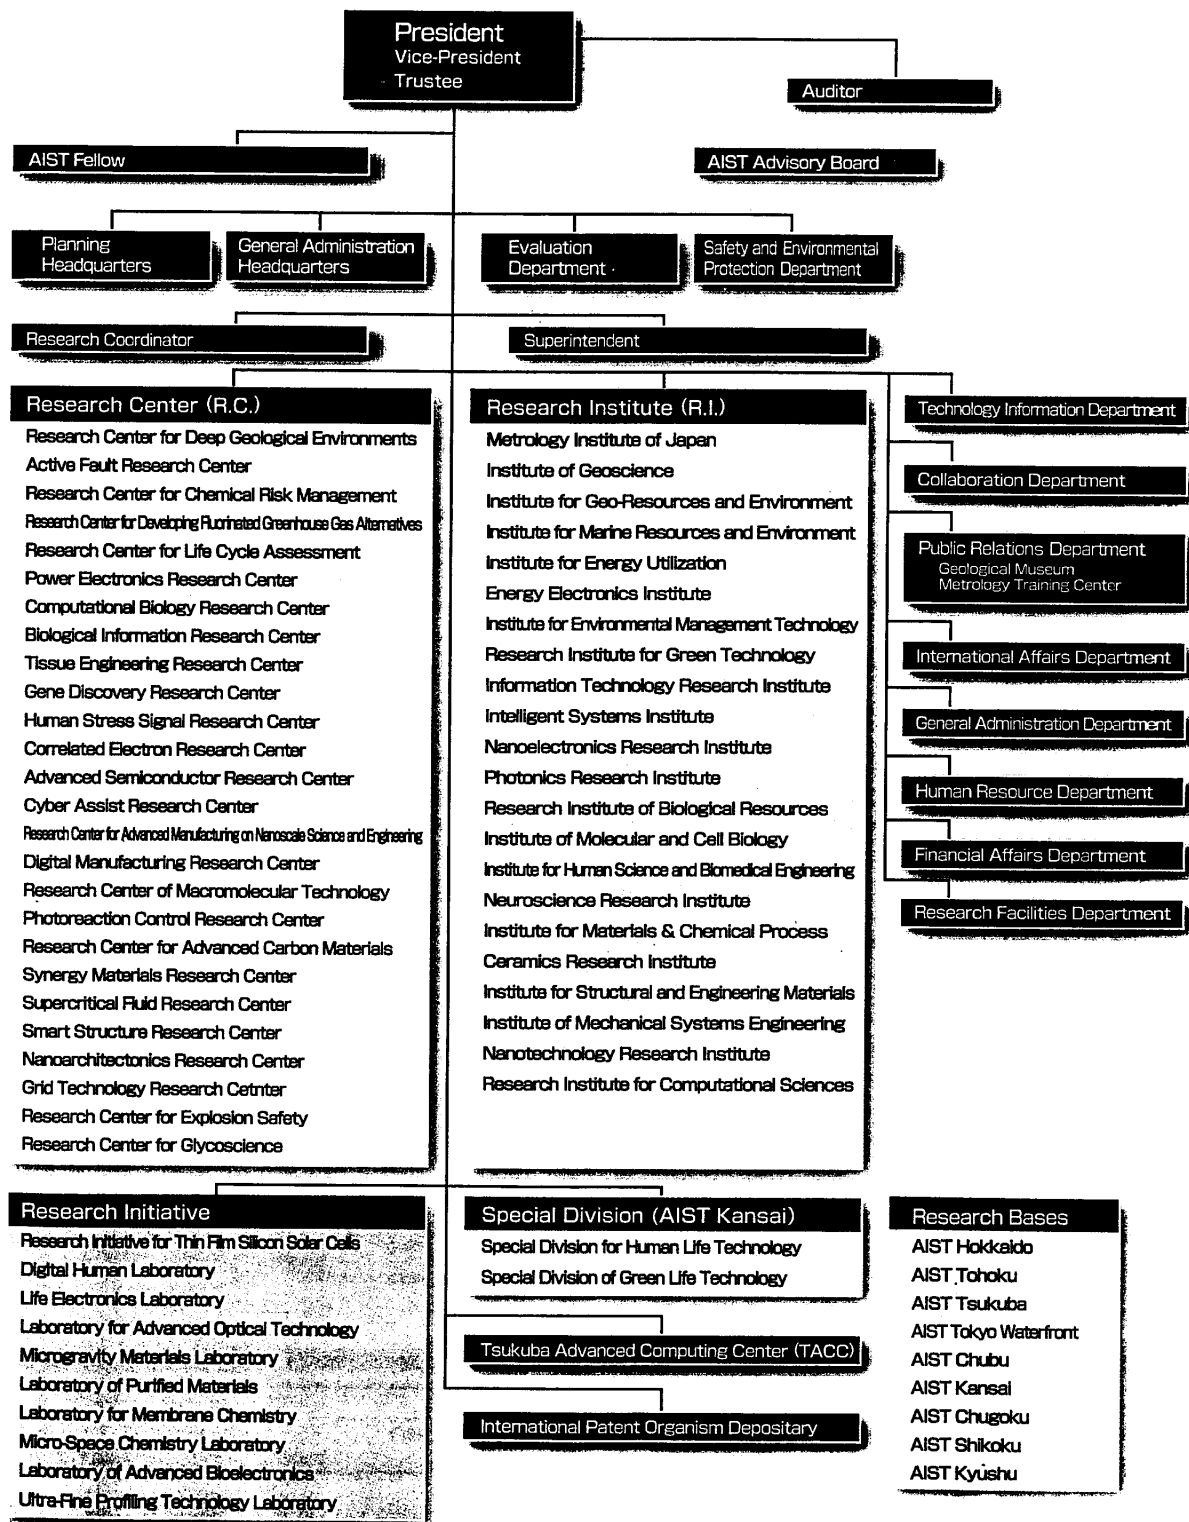 President
Vice-President
Trustee
Auditor
AIST Fellow
AIST Advisory Board
Planning
Headquarters
General Administration
Headquarters
Evaluation
Department
Safety and Environmental
Protection Department
Research Coordinator
Superintendent
Research Center (R.C.)
Research Center for Deep Geological Environments
Active Fault Research Center
Research Center for Chemical Risk Management
Research Center for Developing Fluorinated Greenhouse Gas Alternatives
Research Center for Life Cycle Assessment
Power Electronics Research Center
Computational Biology Research Center
Biological Information Research Center
Tissue Engineering Research Center
Gene Discovery Research Center
Human Stress Signal Research Center
Correlated Electron Research Center
Advanced Semiconductor Research Center
Cyber Assist Research Center
Research Center for Advanced Manufacturing on Nanoscale Science and Engineering
Digital Manufacturing Research Center
Research Center of Macromolecular Technology
Photoreaction Control Research Center
Research Center for Advanced Carbon Materials
Synergy Materials Research Center
Supercritical Fluid Research Center
Smart Structure Research Center
Nanoarchitectonics Research Center
Grid Technology Research Cetnter
Research Center for Explosion Safety
Research Center for Glycoscience
Research Institute (R.I.)
Metrology Institute of Japan
Institute of Geoscience
Institute for Geo-Resources and Environment
Institute for Marine Resources and Environment
Institute for Energy Utilization
Energy Electronics Institute
Institute for Environmental Management Technology
Research Institute for Green Technology
Information Technology Research Institute
Intelligent Systems Institute
Nanoelectronics Research Institute
Photonics Research Institute
Research Institute of Biological Resources
Institute of Molecular and Cell Biology
Institute for Human Science and Biomedical Engineering
Neuroscience Research Institute
Institute for Materials & Chemical Process
Ceramics Research Institute
Institute for Structural and Engineering Materials
Institute of Mechanical Systems Engineering
Nanotechnology Research Institute
Research Institute for Computational Sciences
Technology Information Department
Collaboration Department
Public Relations Department
Geological Museum
Metrology Training Center
International Affairs Department
General Administration Department
Human Resource Department
Financial Affairs Department
Research Facilities Department
Research Initiative
Research Initiative for Thin Film Silicon Solar Cells
Digital Human Laboratory
Life Electronics Laboratory
Laboratory for Advanced Optical Technology
Microgravity Materials Laboratory
Laboratory of Purified Materials
Laboratory for Membrane Chemistry
Micro-Space Chemistry Laboratory
Laboratory of Advanced Bioelectronics
Ultra-Fine Profiling Technology Laboratory
Special Division (AIST Kansai)
Special Division for Human Life Technology
Special Division of Green Life Technology
Tsukuba Advanced Computing Center (TACC)
International Patent Organism Depositary
Research Bases
AIST Hokkaido
AIST Tohoku
AIST Tsukuba
AIST Tokyo Waterfront
AIST Chubu
AIST Kansai
AIST Chugoku
AIST Shikoku
AIST Kyushu